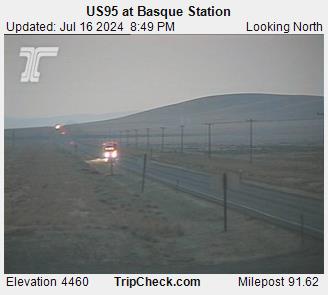 US95 at Basque Station
Updated: Jul 16 2024 8:49 PM Looking North
Elevation 4460 TripCheck.com Milepost 91.62